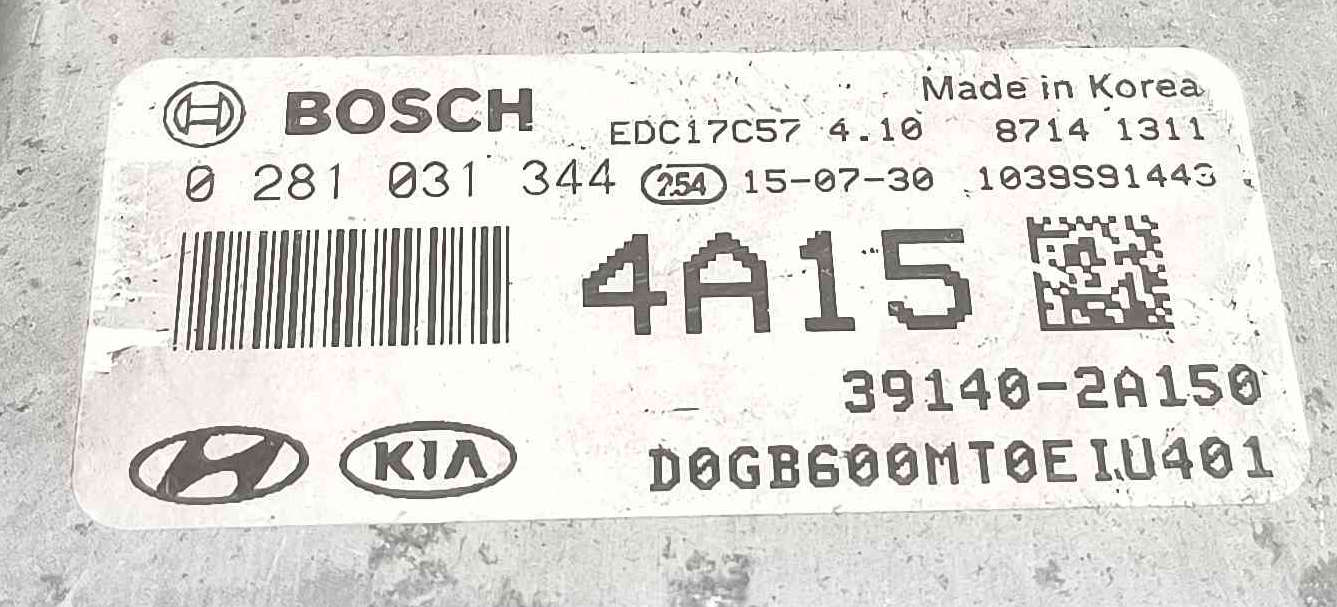 BOSCH
Made in Korea
EDC17C57 4.10 8714 1311
0 281 031 344 254 15-07-30 1039S91443
4A15
39140-2A150
KIA
D0GB600MT0EIU401